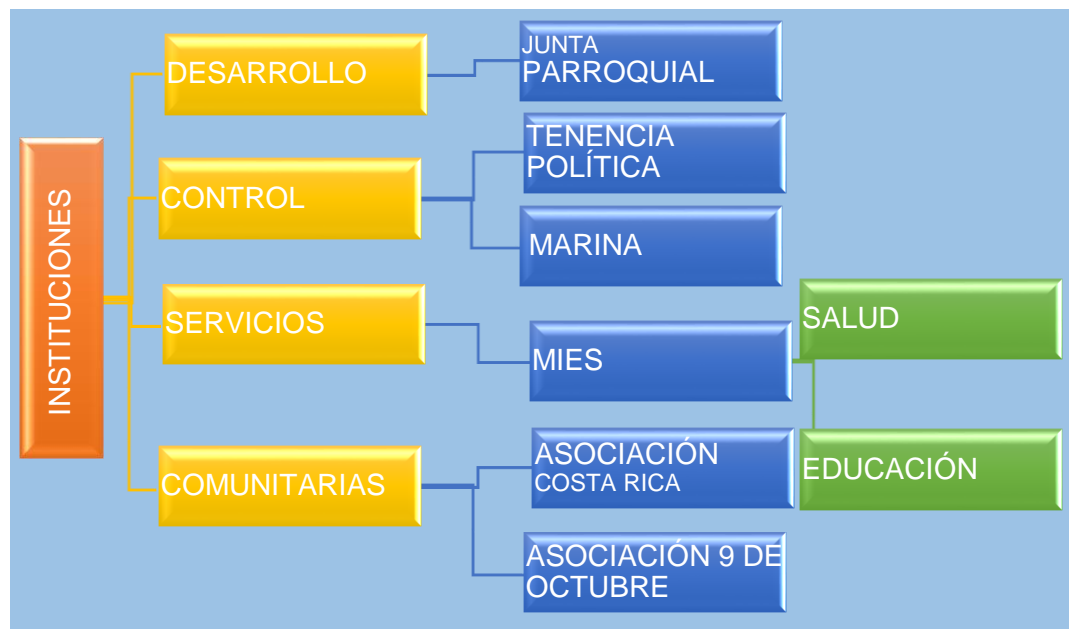 INSTITUCIONES
DESARROLLO
JUNTA
PARROQUIAL
CONTROL
TENENCIA
POLÍTICA
MARINA
SERVICIOS
MIES
SALUD
EDUCACIÓN
COMUNITARIAS
ASOCIACIÓN
COSTA RICA
ASOCIACIÓN 9 DE
OCTUBRE